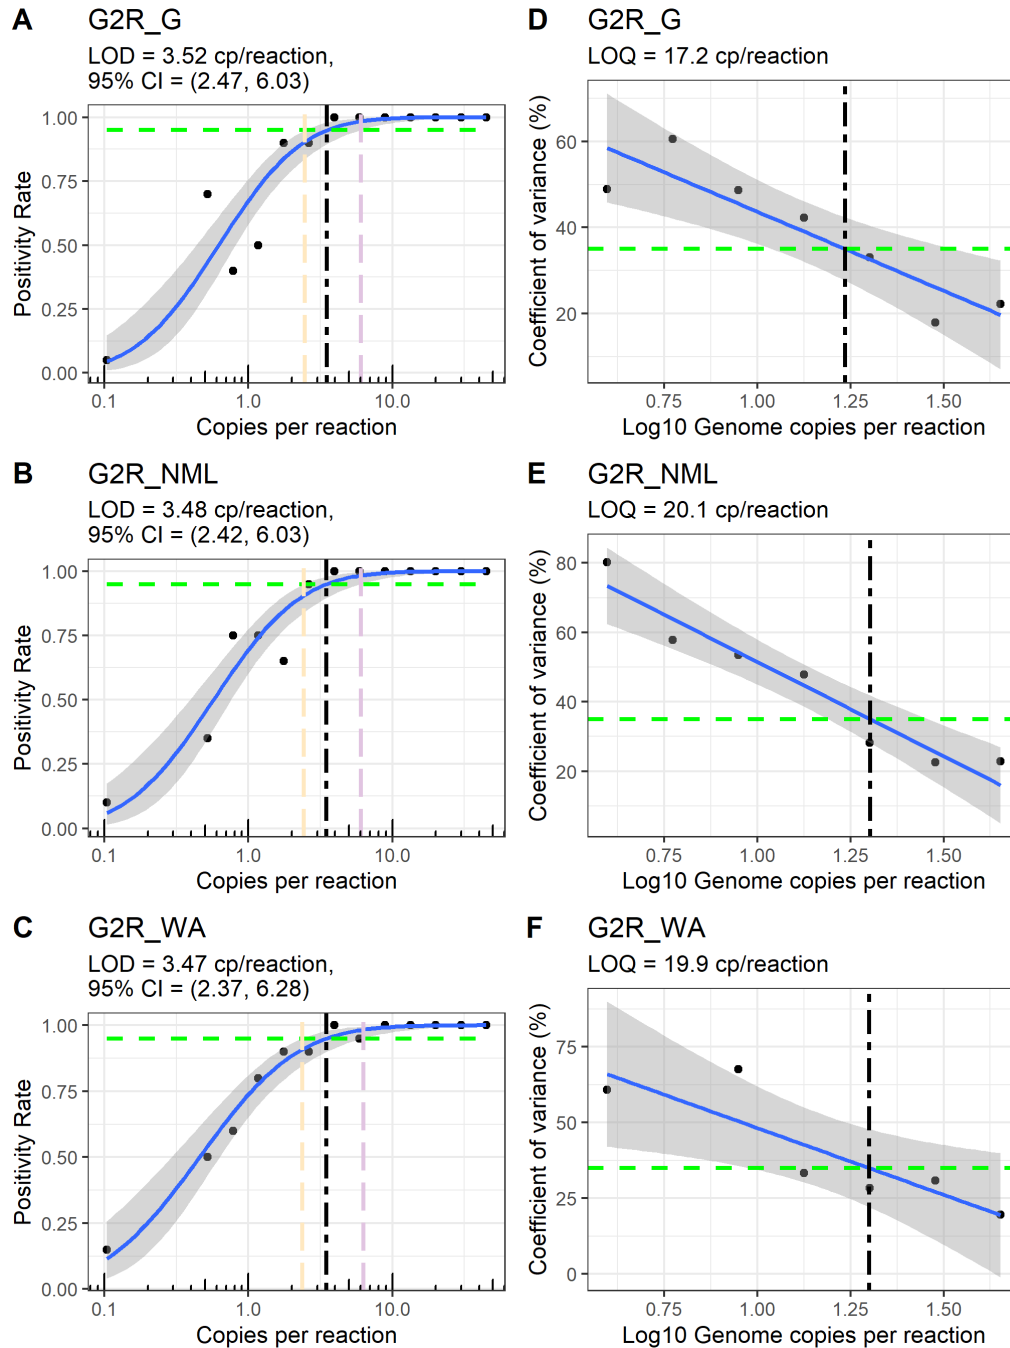 A
G2R_G
LOD = 3.52 cp/reaction,
95% CI = (2.47, 6.03)
Positivity Rate
1.00
0.75
0.50
0.25
0.00
0.1
1.0
10.0
Copies per reaction
D
G2R_G
LOQ = 17.2 cp/reaction
Coefficient of variance (%)
60
40
20
0.75
1.00
1.25
1.50
Log10 Genome copies per reaction
B
G2R_NML
LOD = 3.48 cp/reaction,
95% CI = (2.42, 6.03)
Positivity Rate
1.00
0.75
0.50
0.25
0.00
0.1
1.0
10.0
Copies per reaction
E
G2R_NML
LOQ = 20.1 cp/reaction
Coefficient of variance (%)
80
60
40
20
0.75
1.00
1.25
1.50
Log10 Genome copies per reaction
C
G2R_WA
LOD = 3.47 cp/reaction,
95% CI = (2.37, 6.28)
Positivity Rate
1.00
0.75
0.50
0.25
0.00
0.1
1.0
10.0
Copies per reaction
F
G2R_WA
LOQ = 19.9 cp/reaction
Coefficient of variance (%)
75
50
25
0
0.75
1.00
1.25
1.50
Log10 Genome copies per reaction